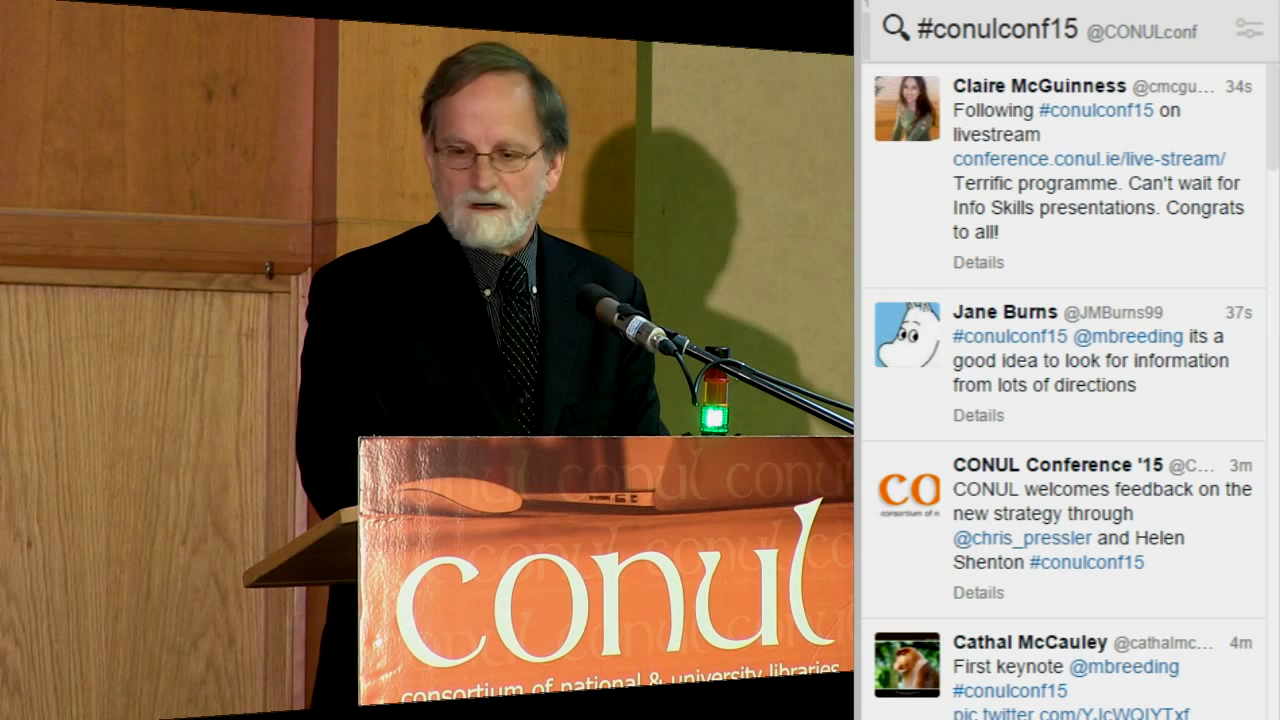 #conulconf15 @CONULconf
Claire McGuinness @cmcgu... 34s
Following #conulconf15 on
livestream
conference.conul.ie/live-stream/
Terrific programme. Can't wait for
Info Skills presentations. Congrats
to all!
Details
Jane Burns @JMBurns99 37s
#conulconf15 @mbreeding its a
good idea to look for information
from lots of directions
Details
CONUL Conference '15 @C... 3m
CONUL welcomes feedback on the
new strategy through
@chris_pressler and Helen
Shenton #conulconf15
Details
Cathal McCauley @cathalmc... 4m
First keynote @mbreeding
#conulconf15
pic.twitter.com/YJcWQIYTxf
conul
consortium of national & university libraries